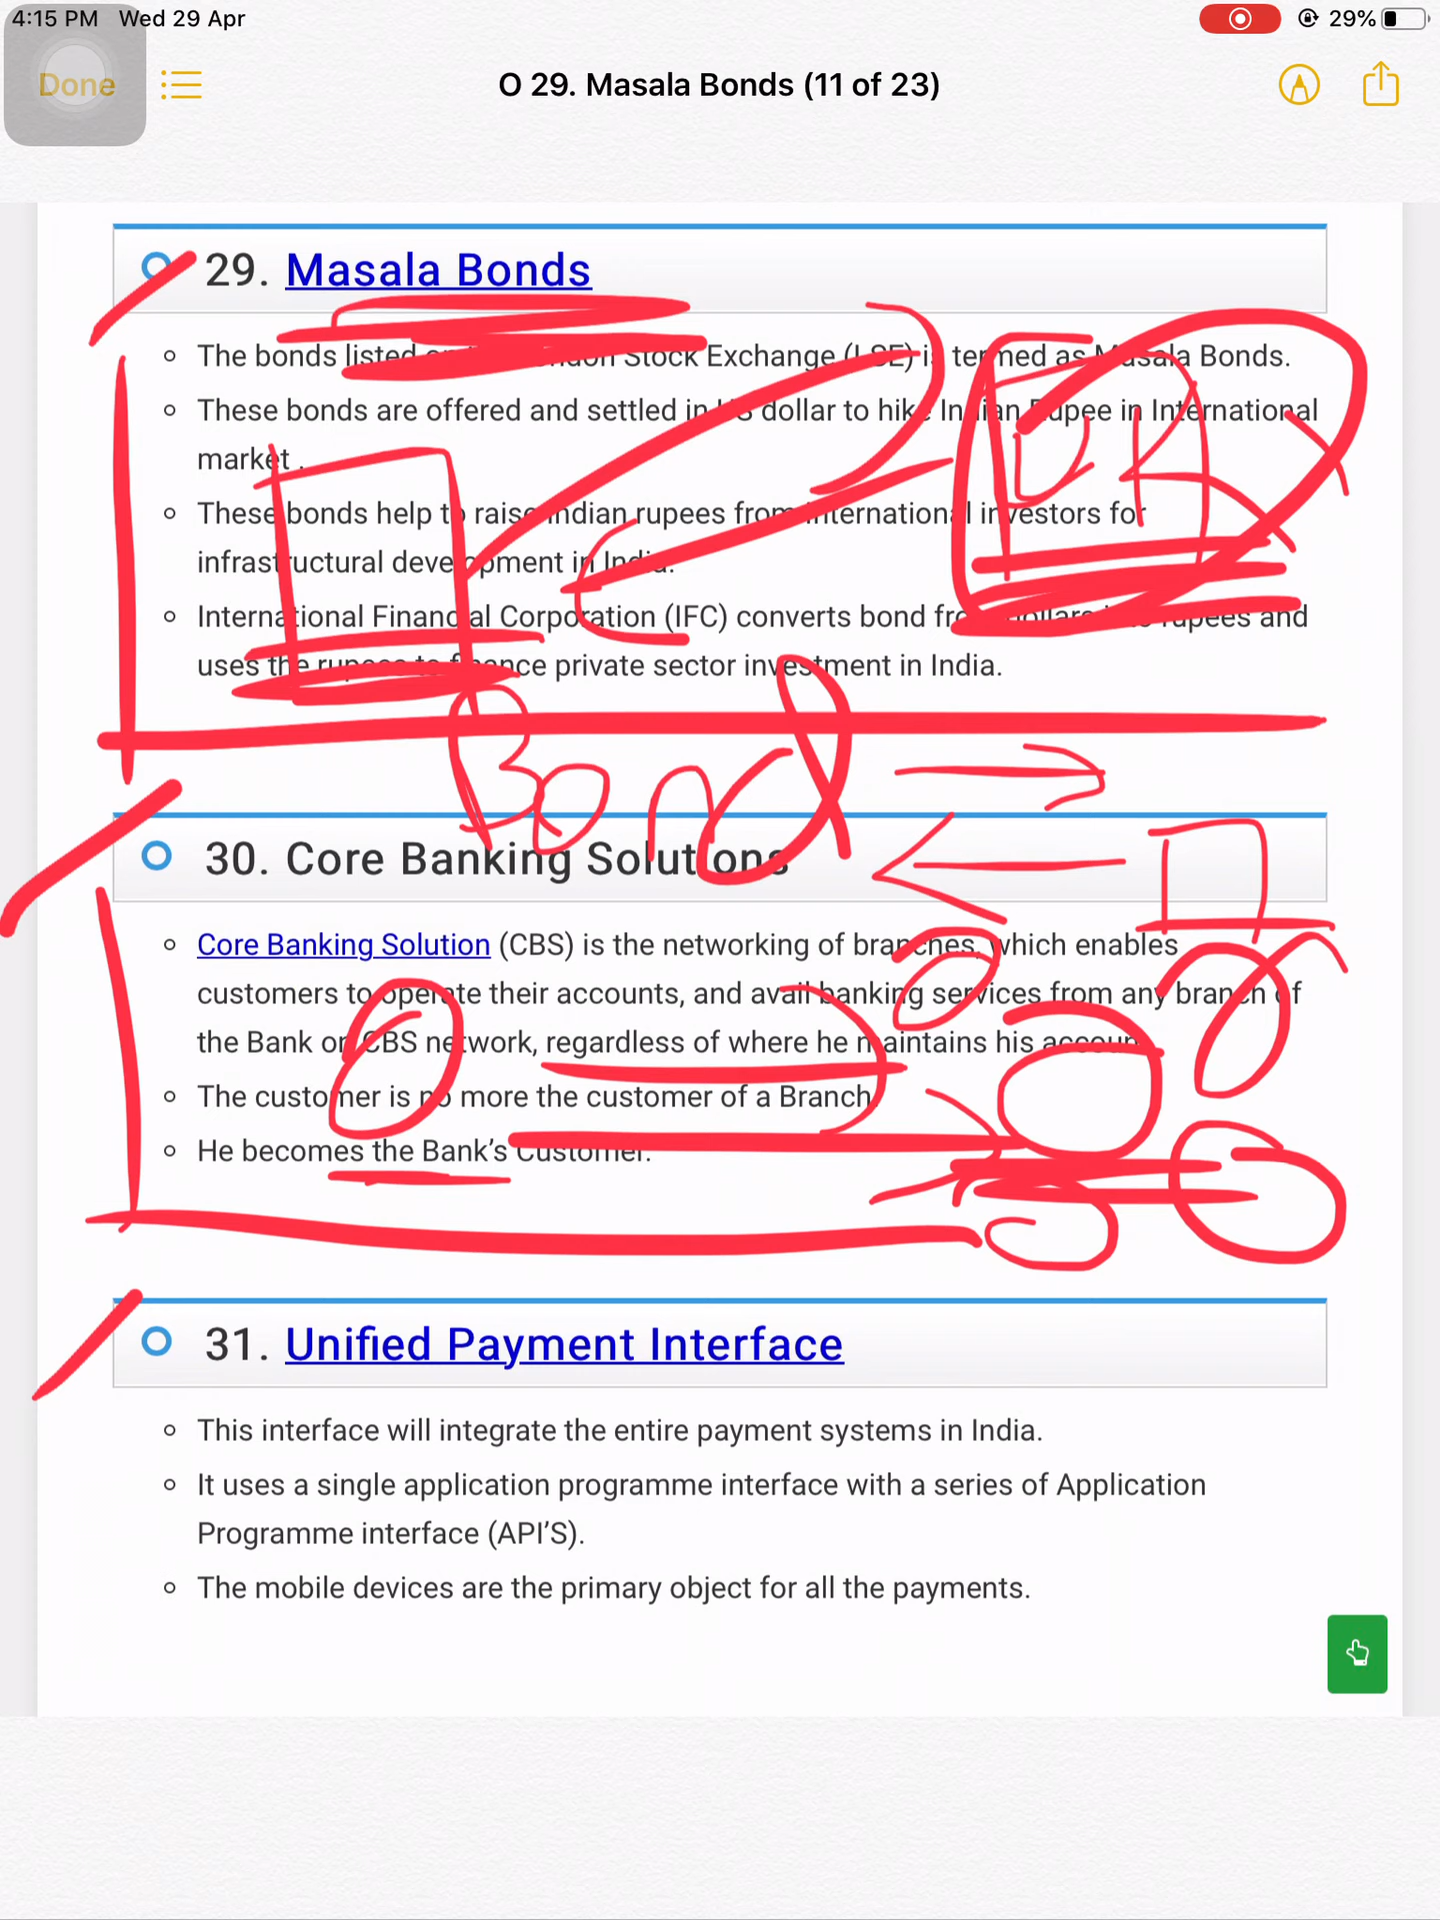 4:15 PM Wed 29 Apr
29%
Done
O 29. Masala Bonds (11 of 23)
29. Masala Bonds
The bonds listed on London Stock Exchange (LSE) is termed as Masala Bonds.
These bonds are offered and settled in US dollar to hike Indian Rupee in International
market .
These bonds help to raise Indian rupees from International investors for
infrastructural development in India.
International Financial Corporation (IFC) converts bond from dollars rupees and
uses the rupees to finance private sector investment in India.
Bond
30. Core Banking Solutions
Core Banking Solution (CBS) is the networking of branches, which enables
customers to operate their accounts, and avail banking services from any branch of
the Bank on CBS network, regardless of where he maintains his account.
The customer is no more the customer of a Branch.
He becomes the Bank’s Customer.
31. Unified Payment Interface
This interface will integrate the entire payment systems in India.
It uses a single application programme interface with a series of Application
Programme interface (API’S).
The mobile devices are the primary object for all the payments.